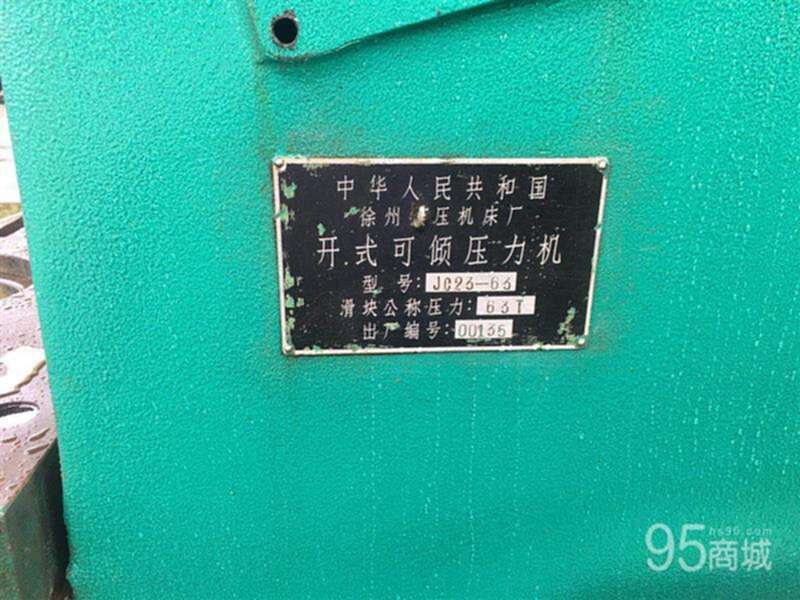 中华人民共和国
徐州压机床厂
开式可倾压力机
型号:JC23-63
滑块公称压力:63T
出厂编号:00135
hs95.com
95商城